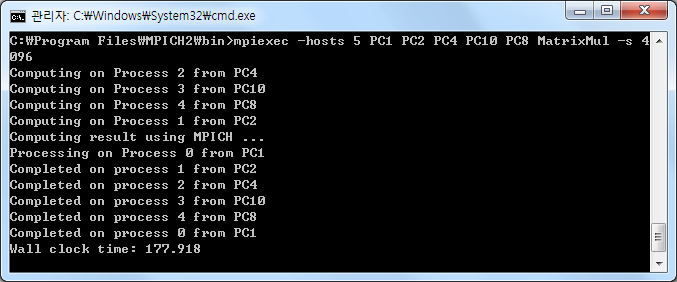 관리자: C:₩Windows₩System32₩cmd.exe
C:₩Program Files₩MPICH2₩bin>mpiexec -hosts 5 PC1 PC2 PC4 PC10 PC8 MatrixMul -s 4
096
Computing on Process 2 from PC4
Computing on Process 3 from PC10
Computing on Process 4 from PC8
Computing on Process 1 from PC2
Computing result using MPICH ...
Processing on Process 0 from PC1
Completed on process 1 from PC2
Completed on process 2 from PC4
Completed on process 3 from PC10
Completed on process 4 from PC8
Completed on process 0 from PC1
Wall clock time: 177.918